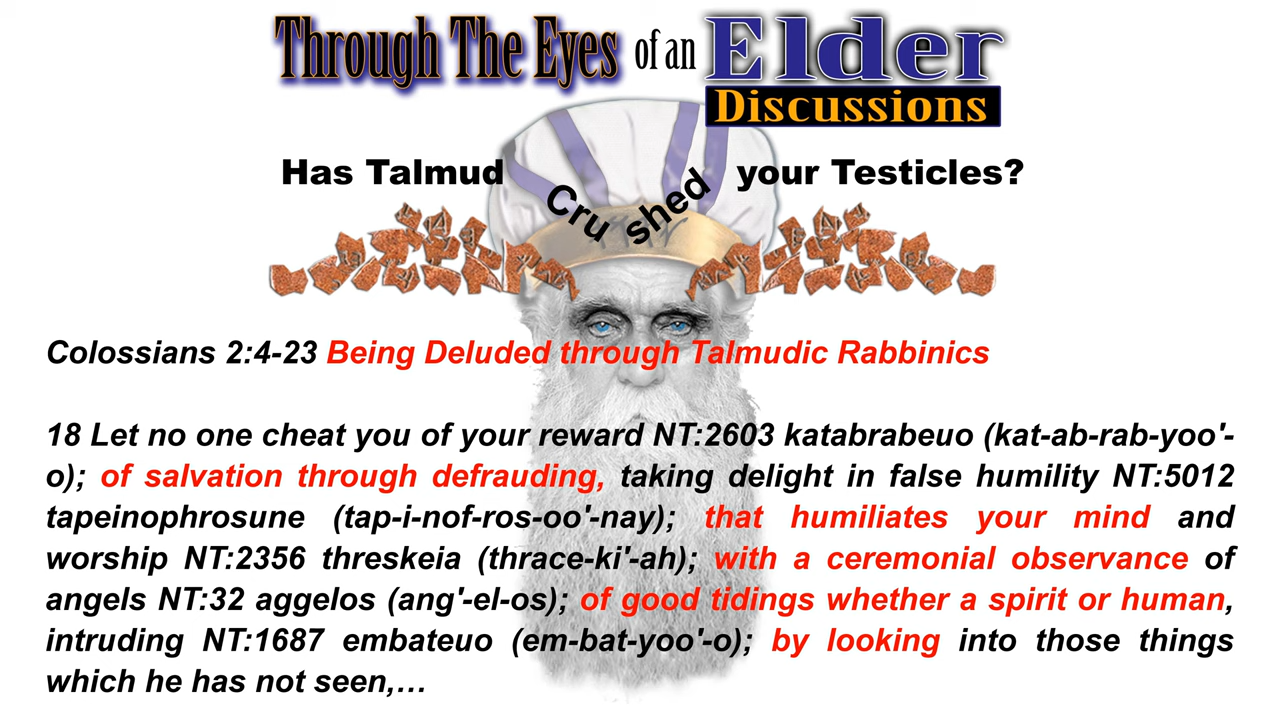 Through The Eyes of an Elder
Discussions
Has Talmud Crushed your Testicles?
Colossians 2:4-23 Being Deluded through Talmudic Rabbinics
18 Let no one cheat you of your reward NT:2603 katabrabeuo (kat-ab-rab-yoo'-
o); of salvation through defrauding, taking delight in false humility NT:5012
tapeinophrosune (tap-i-nof-ros-oo'-nay); that humiliates your mind and
worship NT:2356 threskeia (thrace-ki'-ah); with a ceremonial observance of
angels NT:32 aggelos (ang'-el-os); of good tidings whether a spirit or human,
intruding NT:1687 embateuo (em-bat-yoo'-o); by looking into those things
which he has not seen,…